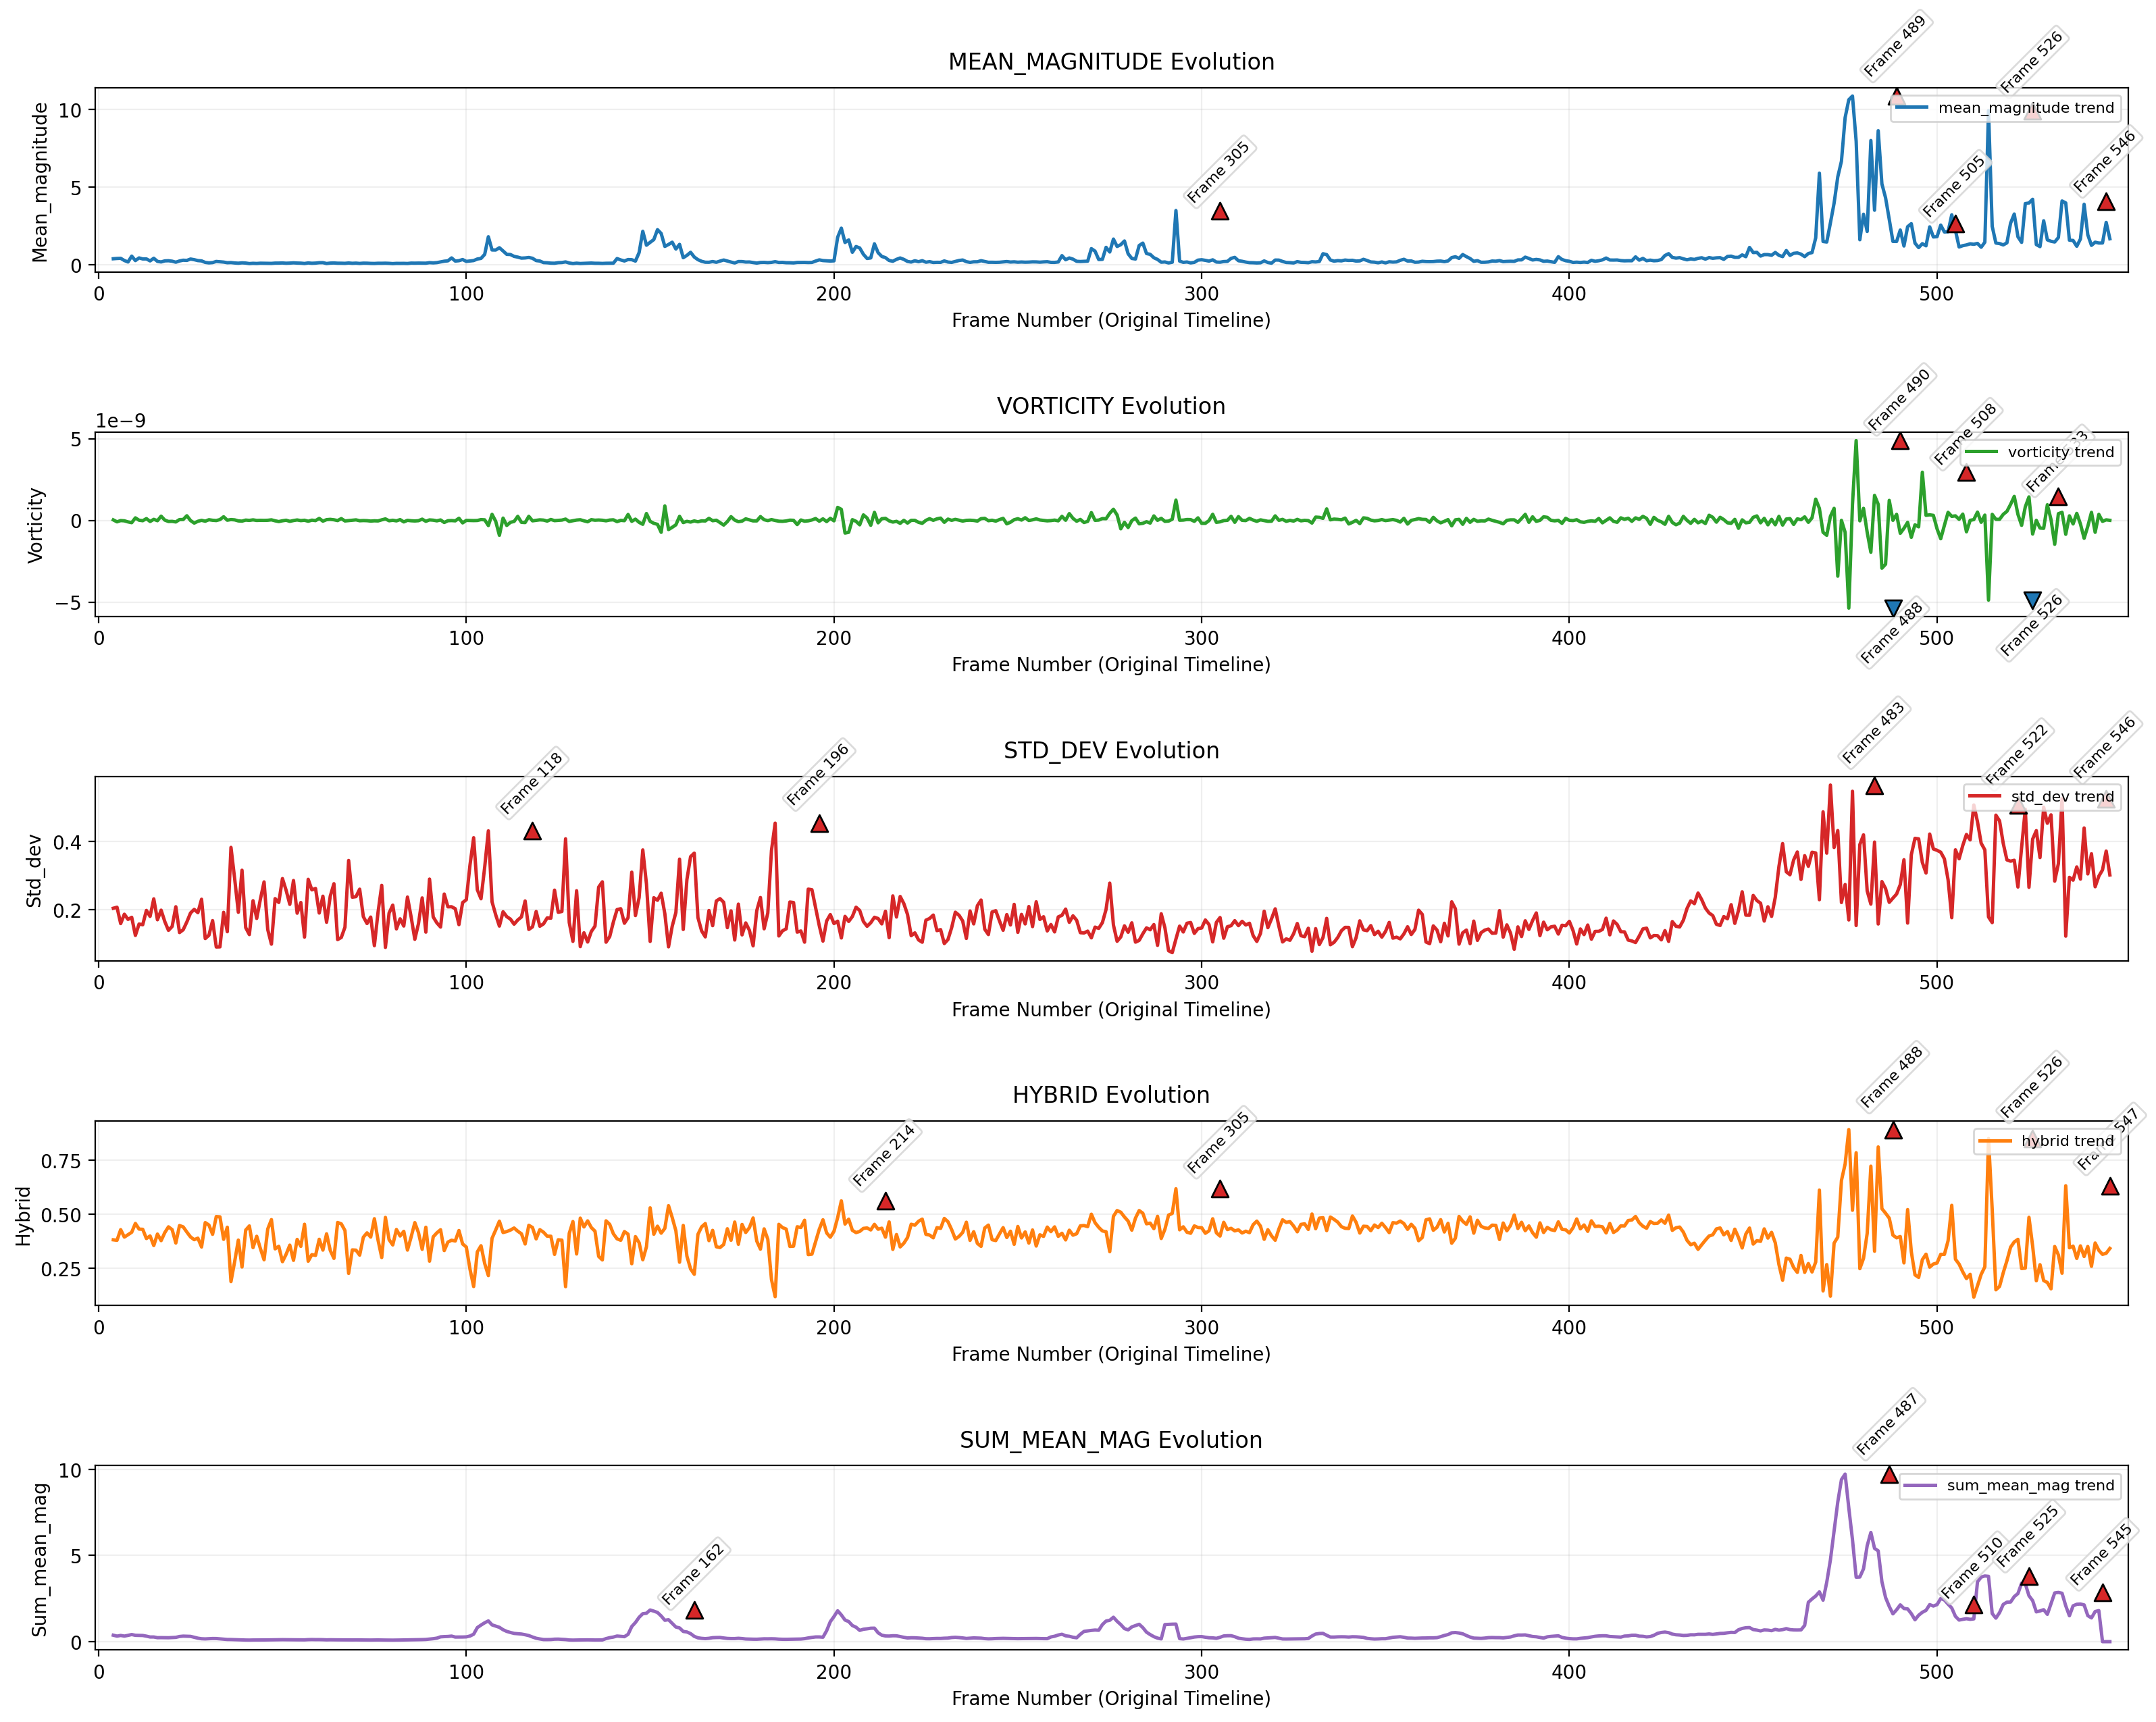 Frame 489
Frame 526
MEAN_MAGNITUDE Evolution
mean_magnitude trend
Frame 305
Frame 505
Frame 546
Mean_magnitude
10
5
0
0 100 200 300 400 500
Frame Number (Original Timeline)
Frame 490
Frame 508
VORTICITY Evolution
1e−9
vorticity trend
Vorticity
5
0
−5
0 100 200 300 400 500
Frame 488
Frame 526
Frame Number (Original Timeline)
Frame 483
Frame 522
Frame 546
STD_DEV Evolution
Frame 118
Frame 196
std_dev trend
Std_dev
0.4
0.2
0 100 200 300 400 500
Frame Number (Original Timeline)
Frame 488
Frame 526
HYBRID Evolution
547
Frame 214
Frame 305
hybrid trend
Hybrid
0.75
0.50
0.25
0 100 200 300 400 500
Frame Number (Original Timeline)
Frame 487
SUM_MEAN_MAG Evolution
sum_mean_mag trend
Frame 162
Frame 510
Frame 525
Frame 545
Sum_mean_mag
10
5
0
0 100 200 300 400 500
Frame Number (Original Timeline)